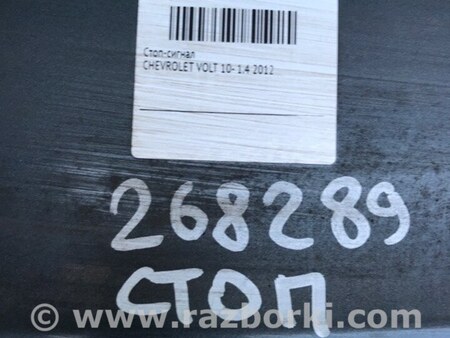 Стоп-сигнал
CHEVROLET VOLT 10- 1.4 2012
268289
СТОП
© www.razborki.com